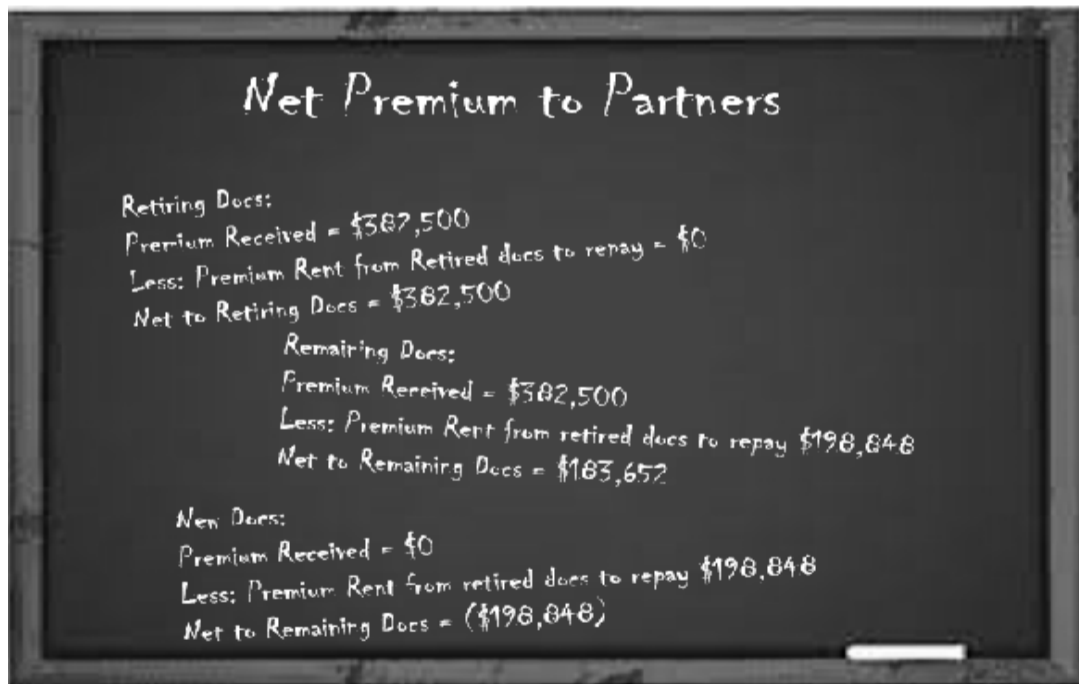 Net Premium to Partners
Retiring Docs:
Premium Received = $382,500
Less: Premium Rent from Retired docs to repay = $0
Net to Retiring Docs = $382,500
Remaining Docs:
Premium Received = $382,500
Less: Premium Rent from retired docs to repay $198,848
Net to Remaining Docs = $183,652
New Docs:
Premium Received = $0
Less: Premium Rent from retired docs to repay $198,848
Net to Remaining Docs = ($198,848)